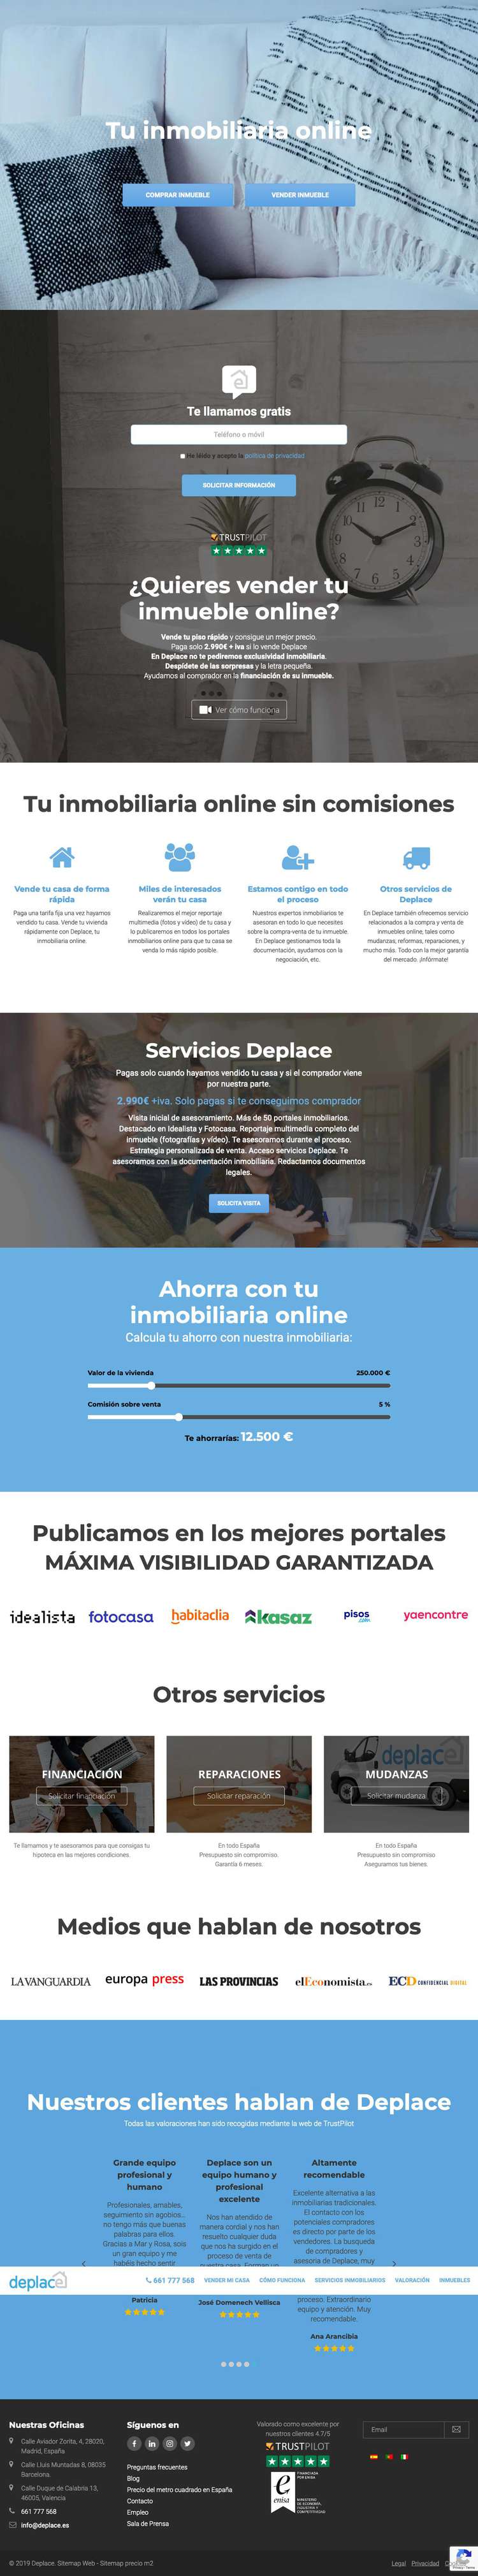 Tu inmobiliaria online
COMPRAR INMUEBLE
VENDER INMUEBLE
Te llamamos gratis
Teléfono o móvil
He leído y acepto la política de privacidad
SOLICITAR INFORMACIÓN
TRUSTPILOT
¿Quieres vender tu
inmueble online?
Vende tu piso rápido y consigue un mejor precio.
Paga solo 2.990€ + iva si lo vende Deplace
En Deplace no te pediremos exclusividad inmobiliaria.
Despídete de las sorpresas y la letra pequeña.
Ayudamos al comprador en la financiación de su inmueble.
Ver cómo funciona
Tu inmobiliaria online sin comisiones
Vende tu casa de forma
rápida
Paga una tarifa fija una vez hayamos
vendido tu casa. Vende tu vivienda
rápidamente con Deplace, tu
inmobiliaria online.
Miles de interesados
verán tu casa
Realizaremos el mejor reportaje
multimedia (fotos y vídeo) de tu casa y
lo publicaremos en todos los portales
inmobiliarios online para que tu casa se
venda lo más rápido posible.
Estamos contigo en todo
el proceso
Nuestros expertos inmobiliarios te
asesoran en todo lo que necesites
sobre la compra-venta de tu inmueble.
En Deplace gestionamos toda la
documentación, ayudamos con la
negociación, etc.
Otros servicios de
Deplace
En Deplace también ofrecemos servicio
relacionados a la compra y venta de
inmuebles online, tales como
mudanzas, reformas, reparaciones, y
mucho más. Todo con la mejor garantía
del mercado. ¡Infórmate!
Servicios Deplace
Pagas solo cuando hayamos vendido tu casa y si el comprador viene
por nuestra parte.
2.990€ +iva. Solo pagas si te conseguimos comprador
Visita inicial de asesoramiento. Más de 50 portales inmobiliarios.
Destacado en Idealista y Fotocasa. Reportaje multimedia completo del
inmueble (fotografías y vídeo). Te asesoramos durante el proceso.
Estrategia personalizada de venta. Acceso servicios Deplace. Te
asesoramos con la documentación inmobiliaria. Redactamos documentos
legales.
SOLICITA VISITA
Ahorra con tu
inmobiliaria online
Calcula tu ahorro con nuestra inmobiliaria:
Valor de la vivienda 250.000 €
Comisión sobre venta 5 %
Te ahorrarías: 12.500 €
Publicamos en los mejores portales
MÁXIMA VISIBILIDAD GARANTIZADA
idealista fotocasa habitaclia kasaz pisos.com yaencontre
Otros servicios
FINANCIACIÓN
Solicitar financiación
Te llamamos y te asesoramos para que consigas tu
hipoteca en las mejores condiciones.
REPARACIONES
Solicitar reparación
En todo España
Presupuesto sin compromiso.
Garantía 6 meses.
deplace
MUDANZAS
Solicitar mudanza
En todo España
Presupuesto sin compromiso
Aseguramos tus bienes.
Medios que hablan de nosotros
LAVANGUARDIA europa press LAS PROVINCIAS elEconomista.es ECD CONFIDENCIAL DIGITAL
Nuestros clientes hablan de Deplace
Todas las valoraciones han sido recogidas mediante la web de TrustPilot
Grande equipo
profesional y
humano
Profesionales, amables,
seguimiento sin agobios...
no tengo más que buenas
palabras para ellos.
Gracias a Mar y Rosa, sois
un gran equipo y me
habéis hecho sentir
Patricia
Deplace son un
equipo humano y
profesional
excelente
Nos han atendido de
manera cordial y nos han
resuelto cualquier duda
que nos ha surgido en el
proceso de venta de
José Domenech Vellisca
Altamente
recomendable
Excelente alternativa a las
inmobiliarias tradicionales.
El contacto con los
potenciales compradores
es directo por parte de los
vendedores. La busqueda
de compradores y
asesoría de Deplace, muy
proceso. Extraordinario
equipo y atención. Muy
recomendable.
Ana Arancibia
deplace
661 777 568
VENDER MI CASA
CÓMO FUNCIONA
SERVICIOS INMOBILIARIOS
VALORACIÓN
INMUEBLES
Nuestras Oficinas
Calle Aviador Zorita, 4, 28020,
Madrid, España
Calle Lluis Muntadas 8, 08035
Barcelona.
Calle Duque de Calabria 13,
46005, Valencia
661 777 568
info@deplace.es
Síguenos en
Preguntas frecuentes
Blog
Precio del metro cuadrado en España
Contacto
Empleo
Sala de Prensa
Valorado como excelente por
nuestros clientes 4.7/5
TRUSTPILOT
enisa
FINANCIADA
POR ENISA
MINISTERIO
DE ECONOMÍA,
INDUSTRIA Y
COMPETITIVIDAD
Email
© 2019 Deplace. Sitemap Web - Sitemap precio m2
Legal Privacidad
Privacy - Terms